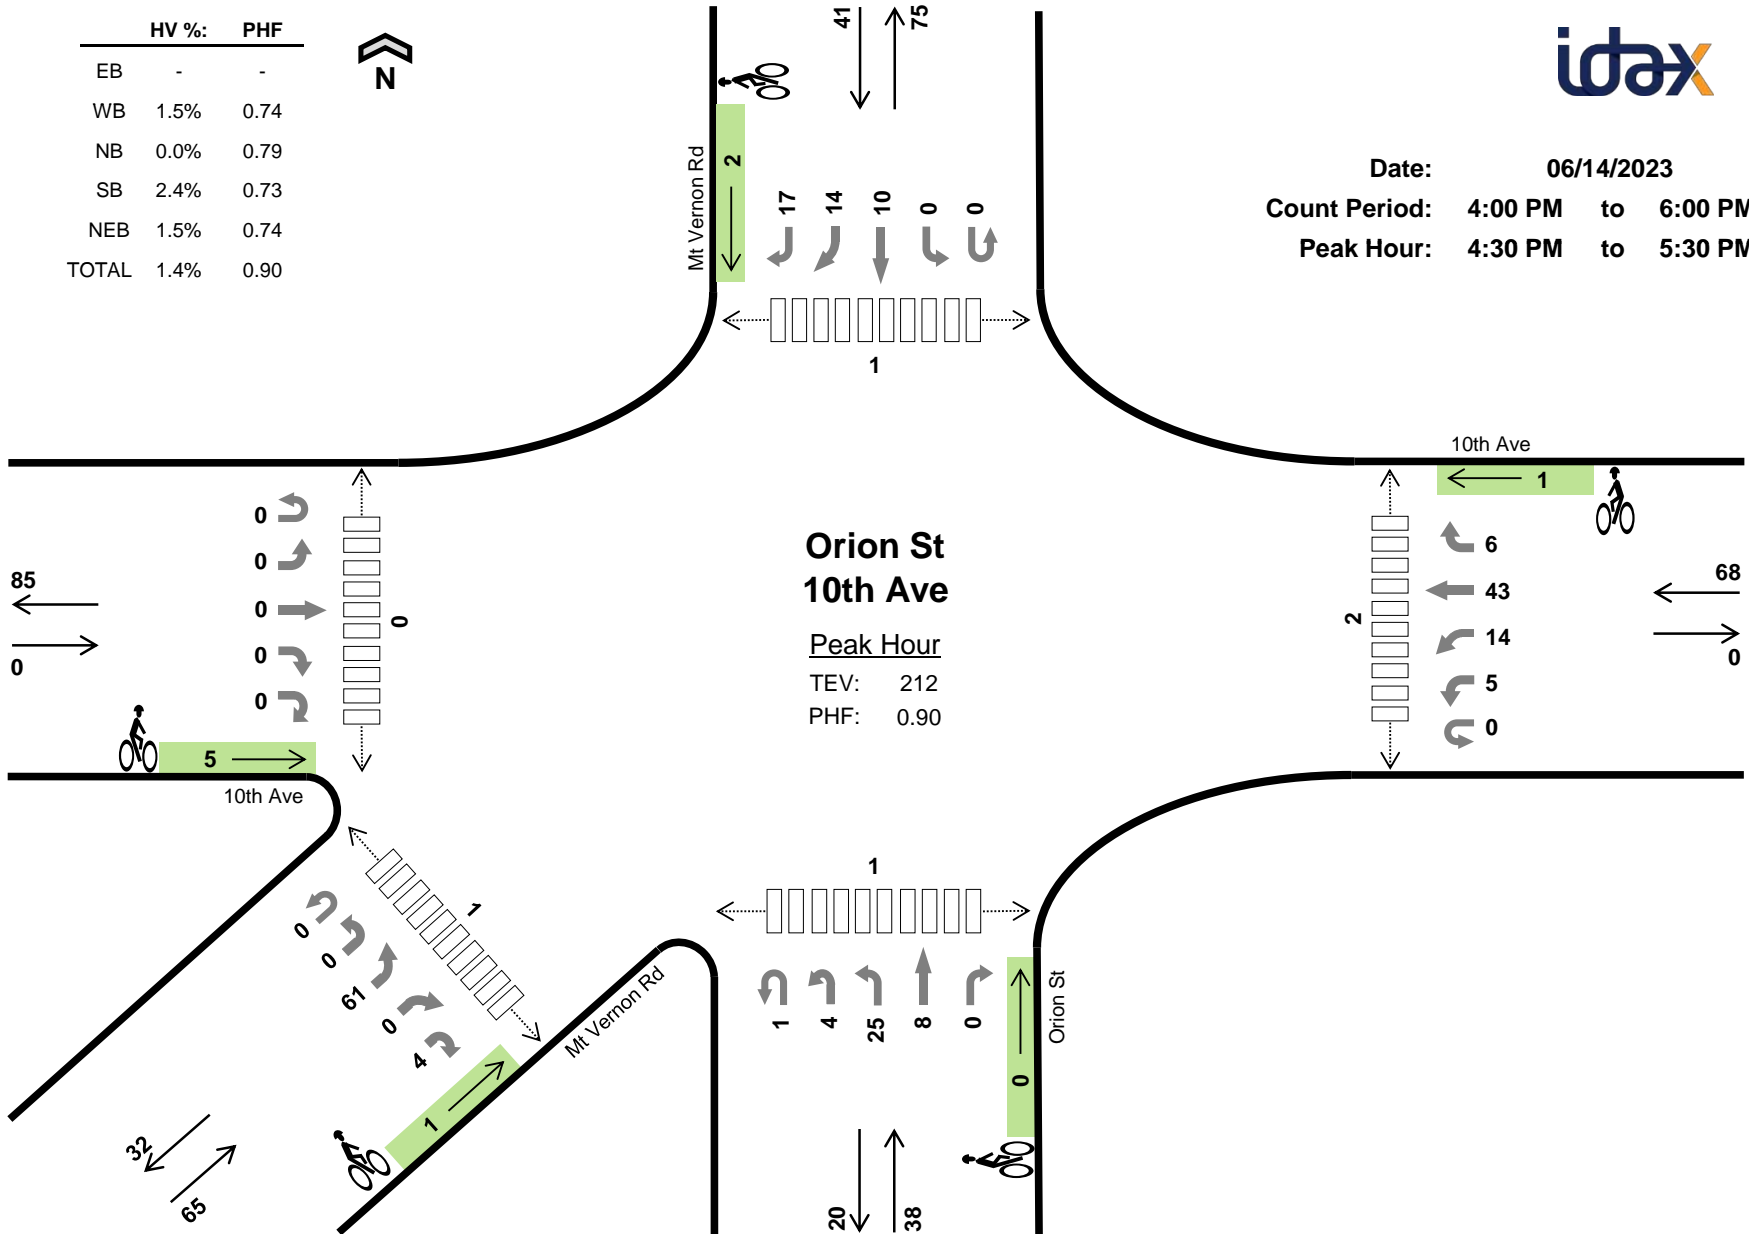 HV %: PHF
EB - -
WB 1.5% 0.74
NB 0.0% 0.79
SB 2.4% 0.73
NEB 1.5% 0.74
TOTAL 1.4% 0.90
N
idax
Date: 06/14/2023
Count Period: 4:00 PM to 6:00 PM
Peak Hour: 4:30 PM to 5:30 PM
41 75
Mt Vernon Rd
2
17 14 10 0 0
1
10th Ave
1
6
43
14
5
0
2
68
0
85
0
0
0
0
0
0
0
5
10th Ave
Orion St
10th Ave
Peak Hour
TEV: 212
PHF: 0.90
1
0
0
61
0
4
1
Mt Vernon Rd
32
65
1
1 4 25 8 0
0
Orion St
20 38